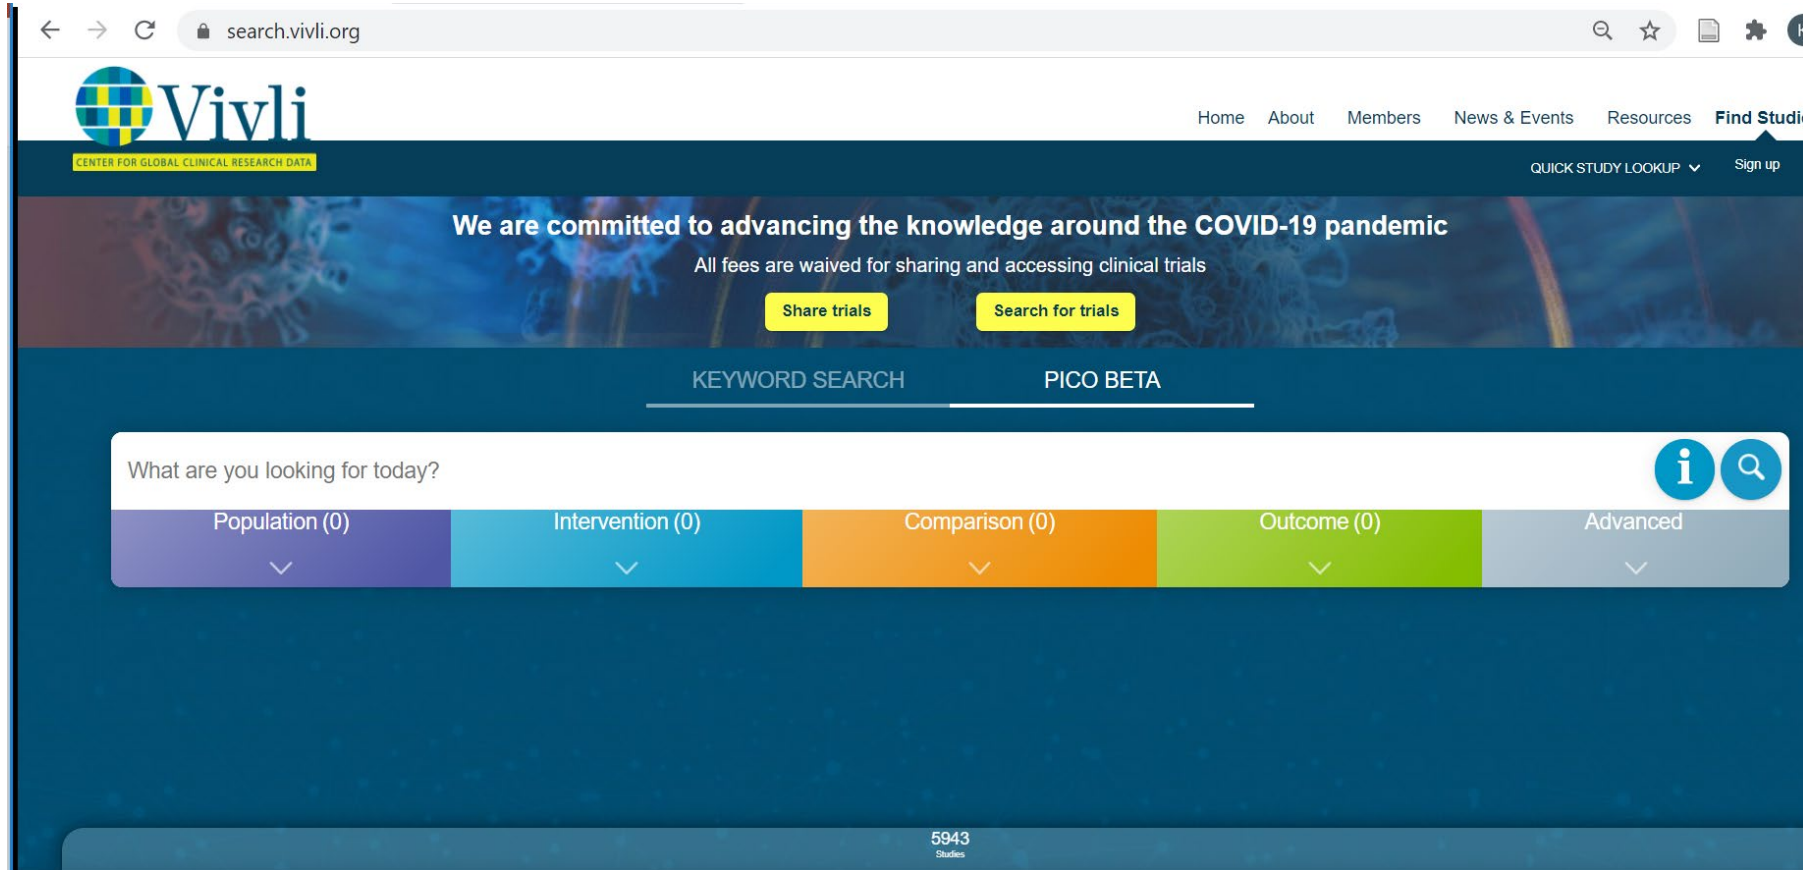 search.vivli.org
Vivli
CENTER FOR GLOBAL CLINICAL RESEARCH DATA
Home About Members News & Events Resources Find Studi
QUICK STUDY LOOKUP Sign up
We are committed to advancing the knowledge around the COVID-19 pandemic
All fees are waived for sharing and accessing clinical trials
Share trials Search for trials
KEYWORD SEARCH PICO BETA
What are you looking for today?
i
Population (0) Intervention (0) Comparison (0) Outcome (0) Advanced
5943
Studies